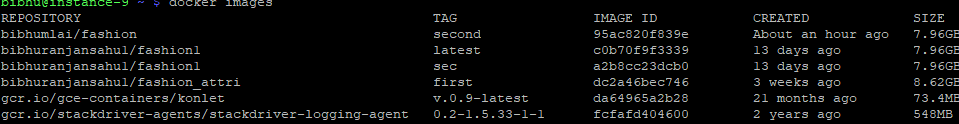 bibhu@instance-9 ~ $ docker images
REPOSITORY TAG IMAGE ID CREATED SIZE
bibhumlai/fashion second 95ac820f839e About an hour ago 7.96GB
bibhuranjansahu1/fashion1 latest c0b70f9f3339 13 days ago 7.96GB
bibhuranjansahu1/fashion1 sec a2b8cc23dcb0 13 days ago 7.96GB
bibhuranjansahu1/fashion_attri first dc2a46bec746 3 weeks ago 8.62GB
gcr.io/gce-containers/konlet v.0.9-latest da64965a2b28 21 months ago 73.4MB
gcr.io/stackdriver-agents/stackdriver-logging-agent 0.2-1.5.33-1-1 fcfafd404600 2 years ago 548MB